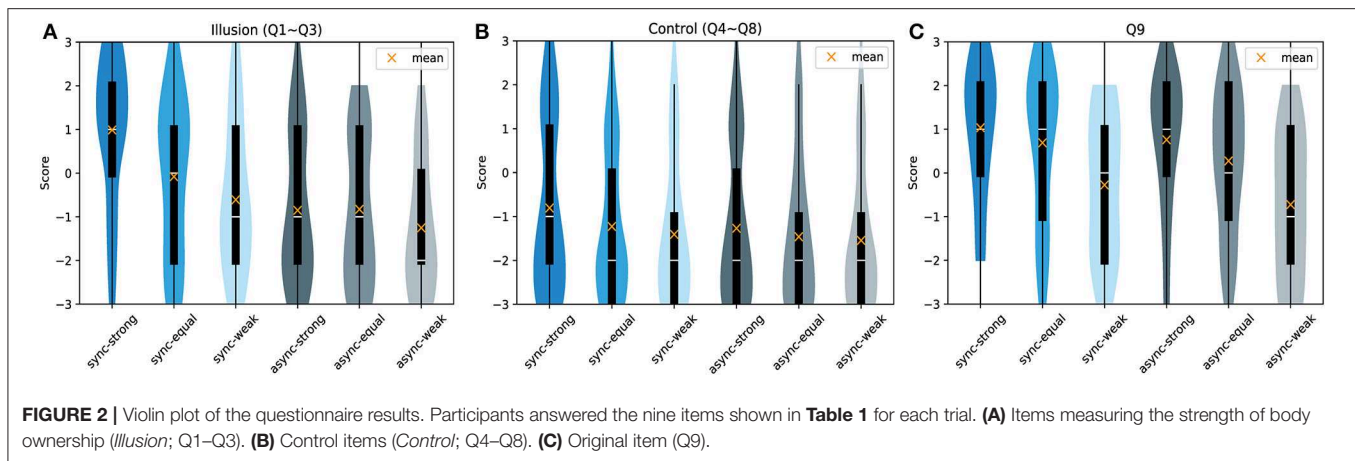 A
Illusion (Q1~Q3)
Score
3
2
1
0
−1
−2
−3
× mean
sync-strong
sync-equal
sync-weak
async-strong
async-equal
async-weak
B
Control (Q4~Q8)
Score
3
2
1
0
−1
−2
−3
× mean
sync-strong
sync-equal
sync-weak
async-strong
async-equal
async-weak
C
Q9
Score
3
2
1
0
−1
−2
−3
× mean
sync-strong
sync-equal
sync-weak
async-strong
async-equal
async-weak
FIGURE 2 | Violin plot of the questionnaire results. Participants answered the nine items shown in Table 1 for each trial. (A) Items measuring the strength of body
ownership (Illusion; Q1–Q3). (B) Control items (Control; Q4–Q8). (C) Original item (Q9).